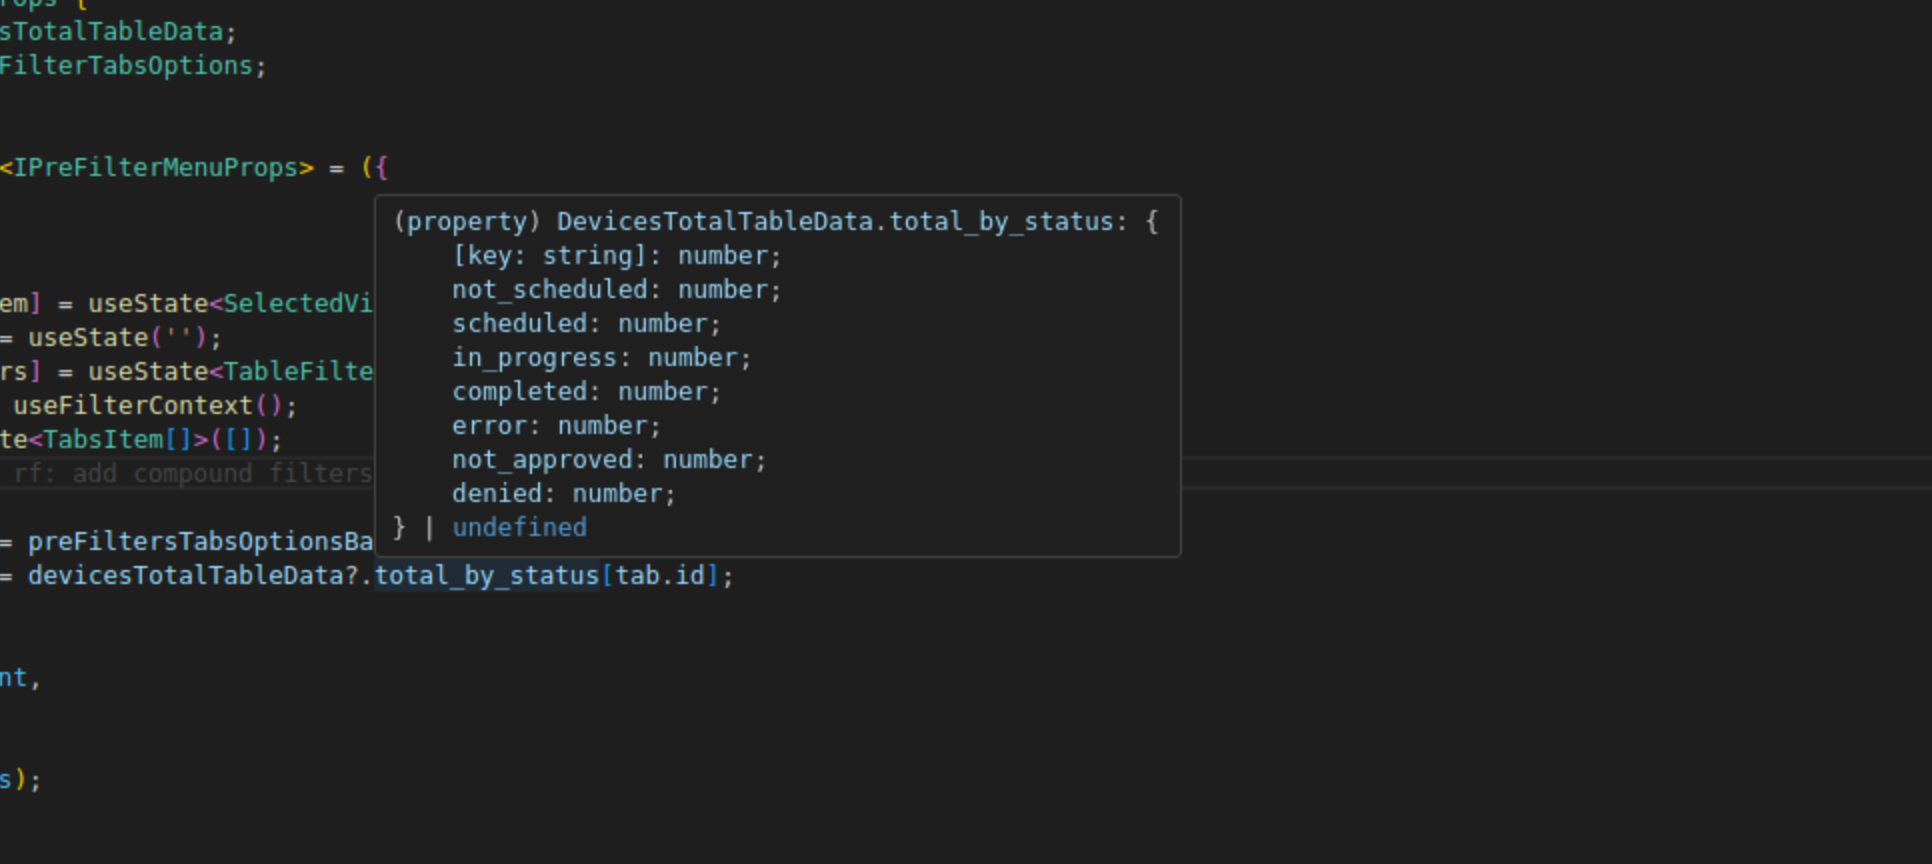 rops {
sTotalTableData;
FilterTabsOptions;
<IPreFilterMenuProps> = ({
(property) DevicesTotalTableData.total_by_status: {
[key: string]: number;
not_scheduled: number;
em] = useState<SelectedVi
scheduled: number;
= useState('');
in_progress: number;
rs] = useState<TableFilte
completed: number;
useFilterContext();
error: number;
te<TabsItem[]>([]);
not_approved: number;
rf: add compound filters
denied: number;
} | undefined
= preFiltersTabsOptionsBa
= devicesTotalTableData?.total_by_status[tab.id];
nt,
s);